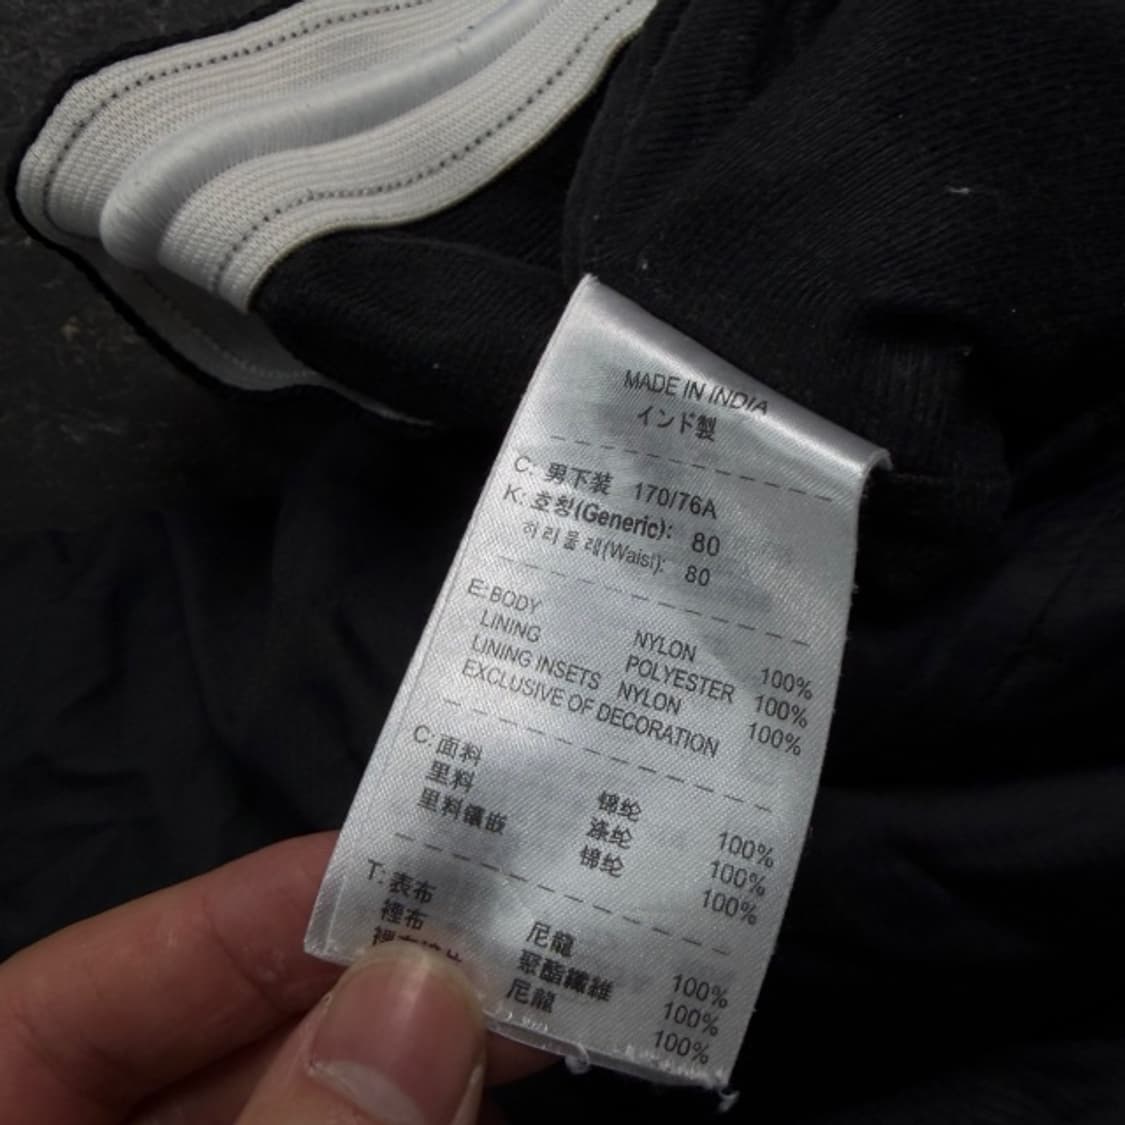 MADE IN INDIA
インド製
C: 男下装 170/76A
K: 호칭(Generic): 80
허리둘레(Waist): 80
E: BODY NYLON 100%
LINING POLYESTER 100%
LINING INSETS NYLON 100%
EXCLUSIVE OF DECORATION
C: 面料 锦纶 100%
里料 涤纶 100%
里料镶嵌 锦纶 100%
T: 表布 尼龍 100%
裡布 聚酯纖維 100%
尼龍 100%